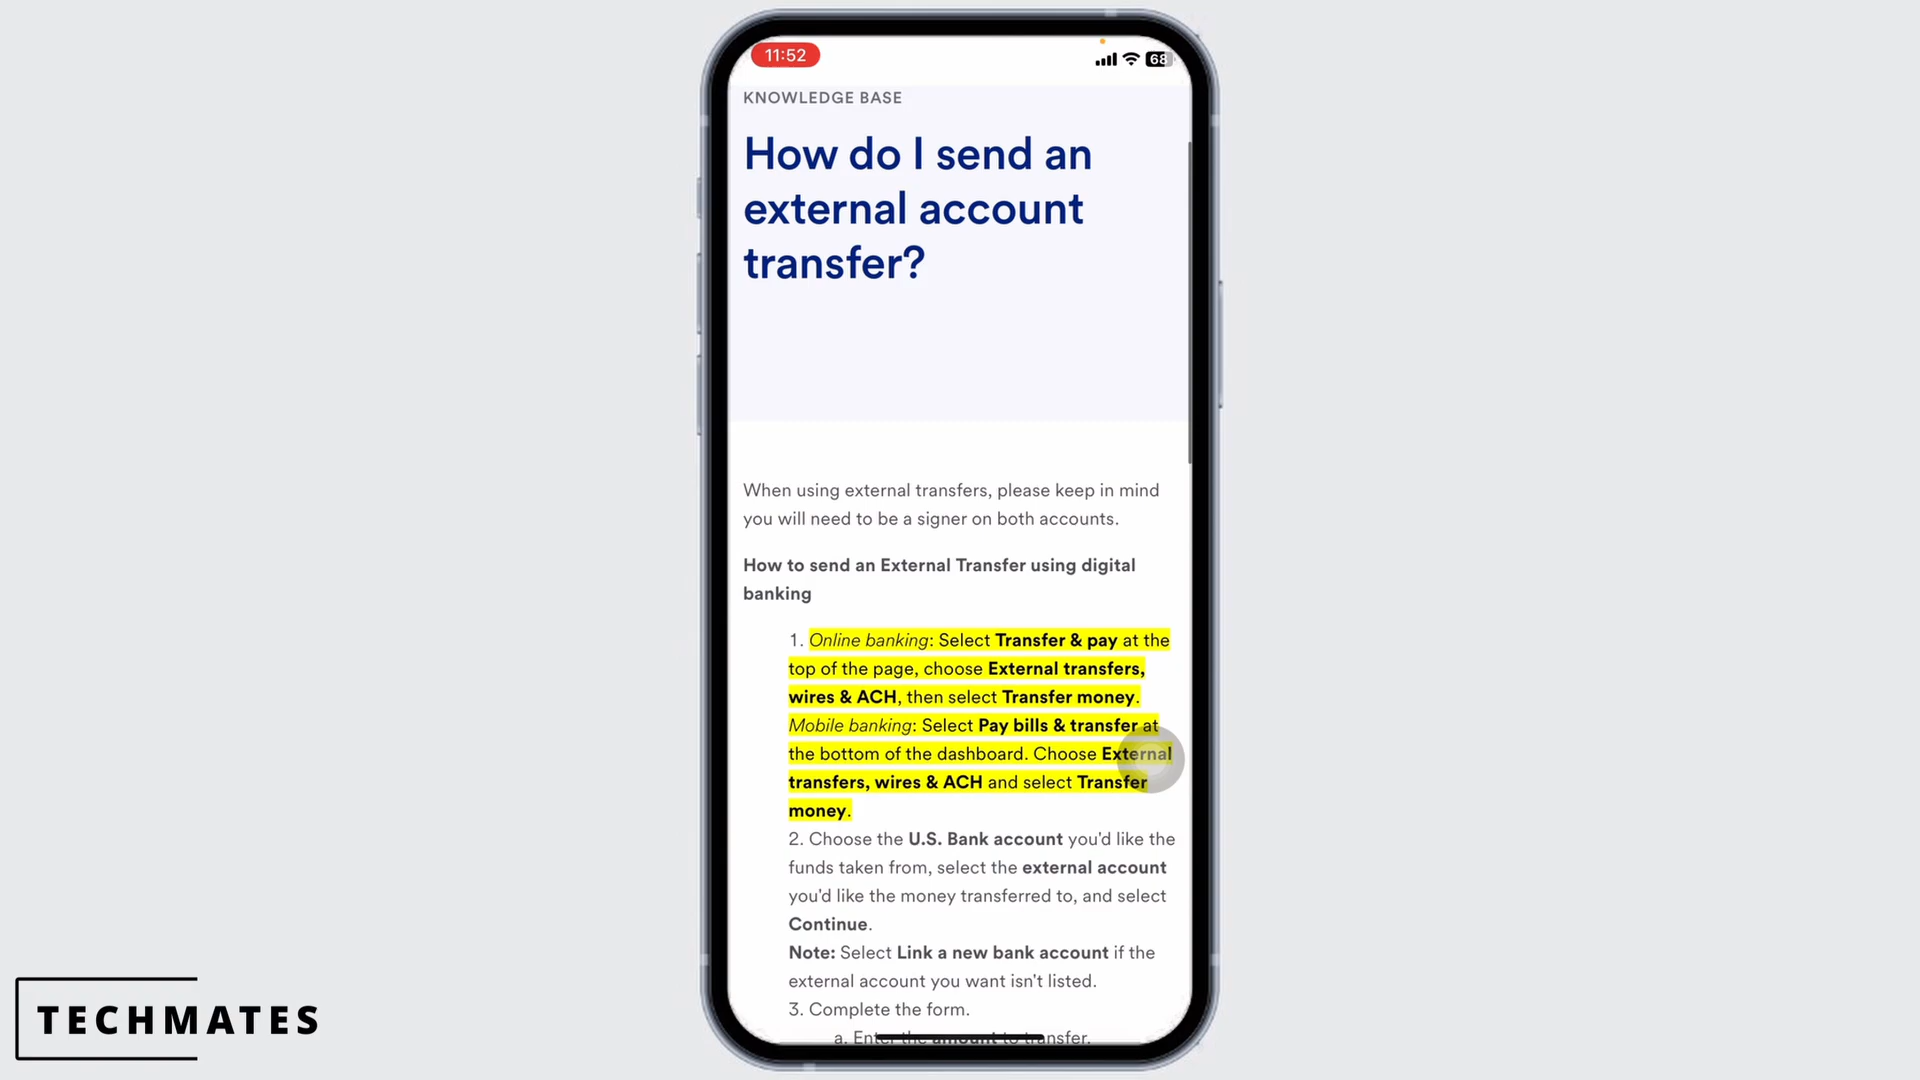 11:52
68
KNOWLEDGE BASE
How do I send an
external account
transfer?
When using external transfers, please keep in mind
you will need to be a signer on both accounts.
How to send an External Transfer using digital
banking
1. Online banking: Select Transfer & pay at the
top of the page, choose External transfers,
wires & ACH, then select Transfer money.
Mobile banking: Select Pay bills & transfer at
the bottom of the dashboard. Choose External
transfers, wires & ACH and select Transfer
money.
2. Choose the U.S. Bank account you'd like the
funds taken from, select the external account
you'd like the money transferred to, and select
Continue.
Note: Select Link a new bank account if the
external account you want isn't listed.
3. Complete the form.
a. Enter the amount to transfer.
TECHMATES